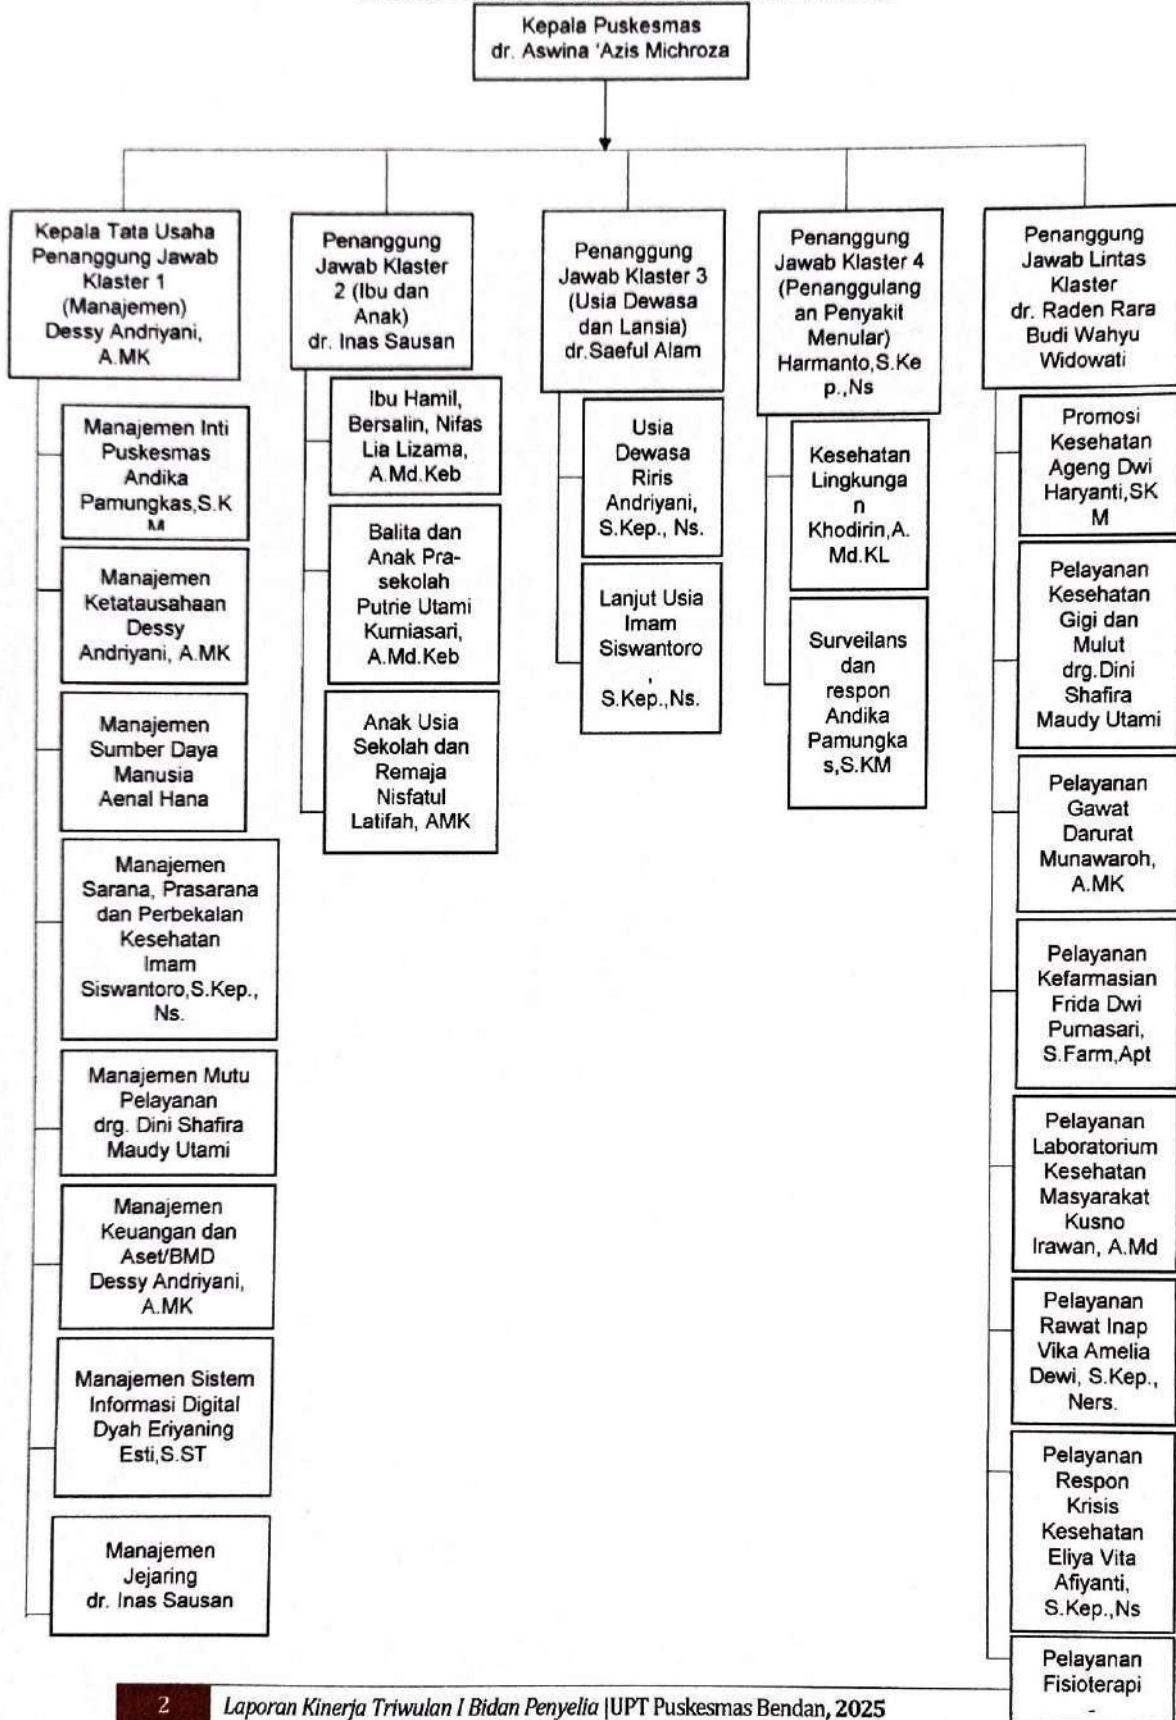 Kepala Puskesmas
dr. Aswina 'Azis Michroza
Kepala Tata Usaha
Penanggung Jawab
Klaster 1
(Manajemen)
Dessy Andriyani,
A.MK
Manajemen Inti
Puskesmas
Andika
Pamungkas,S.K
M
Manajemen
Ketatausahaan
Dessy
Andriyani, A.MK
Manajemen
Sumber Daya
Manusia
Aenal Hana
Manajemen
Sarana, Prasarana
dan Perbekalan
Kesehatan
Imam
Siswantoro,S.Kep.,
Ns.
Manajemen Mutu
Pelayanan
drg. Dini Shafira
Maudy Utami
Manajemen
Keuangan dan
Aset/BMD
Dessy Andriyani,
A.MK
Manajemen Sistem
Informasi Digital
Dyah Eriyaning
Esti,S.ST
Manajemen
Jejaring
dr. Inas Sausan
Penanggung
Jawab Klaster
2 (Ibu dan
Anak)
dr. Inas Sausan
Ibu Hamil,
Bersalin, Nifas
Lia Lizama,
A.Md.Keb
Balita dan
Anak Pra-
sekolah
Putrie Utami
Kurniasari,
A.Md.Keb
Anak Usia
Sekolah dan
Remaja
Nisfatul
Latifah, AMK
Penanggung
Jawab Klaster 3
(Usia Dewasa
dan Lansia)
dr.Saeful Alam
Usia
Dewasa
Riris
Andriyani,
S.Kep., Ns.
Lanjut Usia
Imam
Siswantoro
,
S.Kep.,Ns.
Penanggung
Jawab Klaster 4
(Penanggulang
an Penyakit
Menular)
Harmanto,S.Ke
p.,Ns
Kesehatan
Lingkunga
n
Khodirin,A.
Md.KL
Surveilans
dan
respon
Andika
Pamungka
s,S.KM
Penanggung
Jawab Lintas
Klaster
dr. Raden Rara
Budi Wahyu
Widowati
Promosi
Kesehatan
Ageng Dwi
Haryanti,SK
M
Pelayanan
Kesehatan
Gigi dan
Mulut
drg.Dini
Shafira
Maudy Utami
Pelayanan
Gawat
Darurat
Munawaroh,
A.MK
Pelayanan
Kefarmasian
Frida Dwi
Purnasari,
S.Farm,Apt
Pelayanan
Laboratorium
Kesehatan
Masyarakat
Kusno
Irawan, A.Md
Pelayanan
Rawat Inap
Vika Amelia
Dewi, S.Kep.,
Ners.
Pelayanan
Respon
Krisis
Kesehatan
Eliya Vita
Afiyanti,
S.Kep.,Ns
Pelayanan
Fisioterapi
-
2 Laporan Kinerja Triwulan I Bidan Penyelia |UPT Puskesmas Bendan, 2025